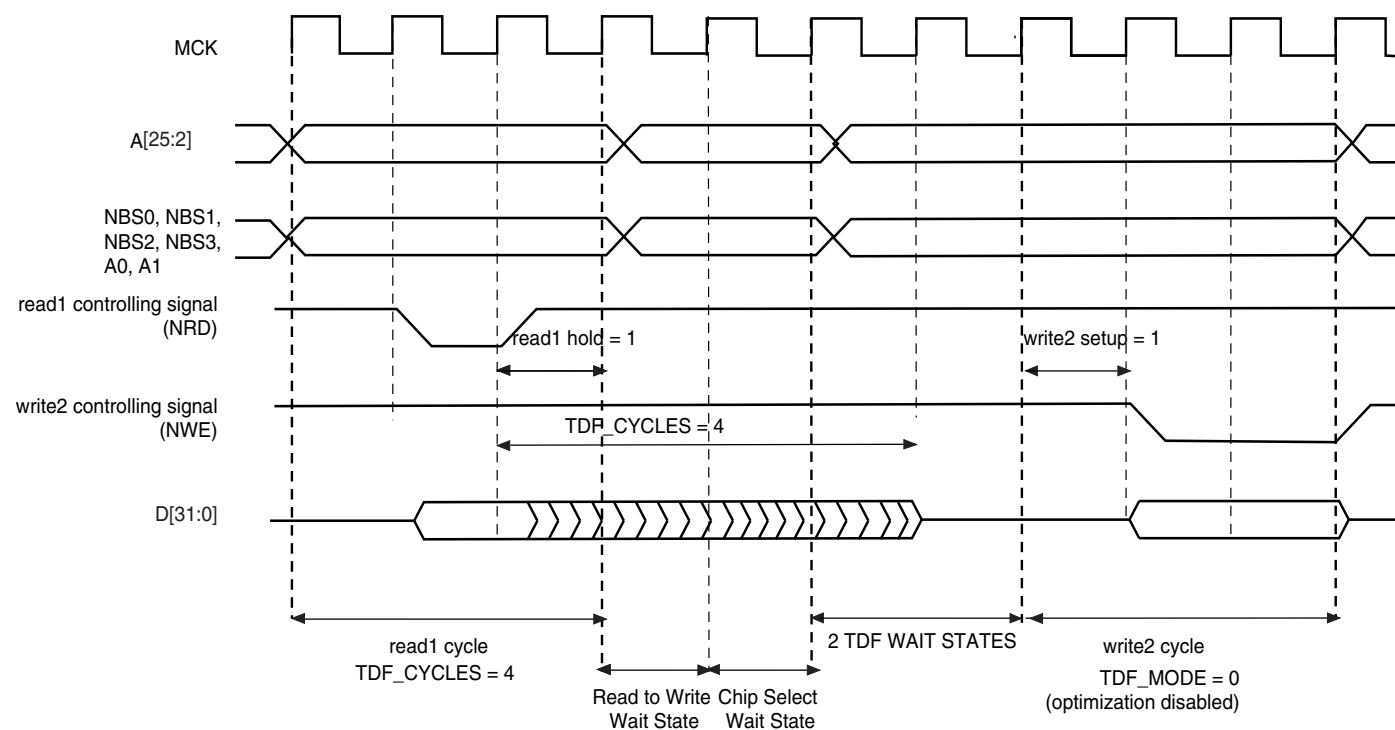 MCK
A[25:2]
NBS0, NBS1,
NBS2, NBS3,
A0, A1
read1 controlling signal
(NRD)
read1 hold = 1
write2 setup = 1
write2 controlling signal
(NWE)
TDF_CYCLES = 4
D[31:0]
read1 cycle
TDF_CYCLES = 4
2 TDF WAIT STATES
write2 cycle
TDF_MODE = 0
(optimization disabled)
Read to Write
Wait State
Chip Select
Wait State